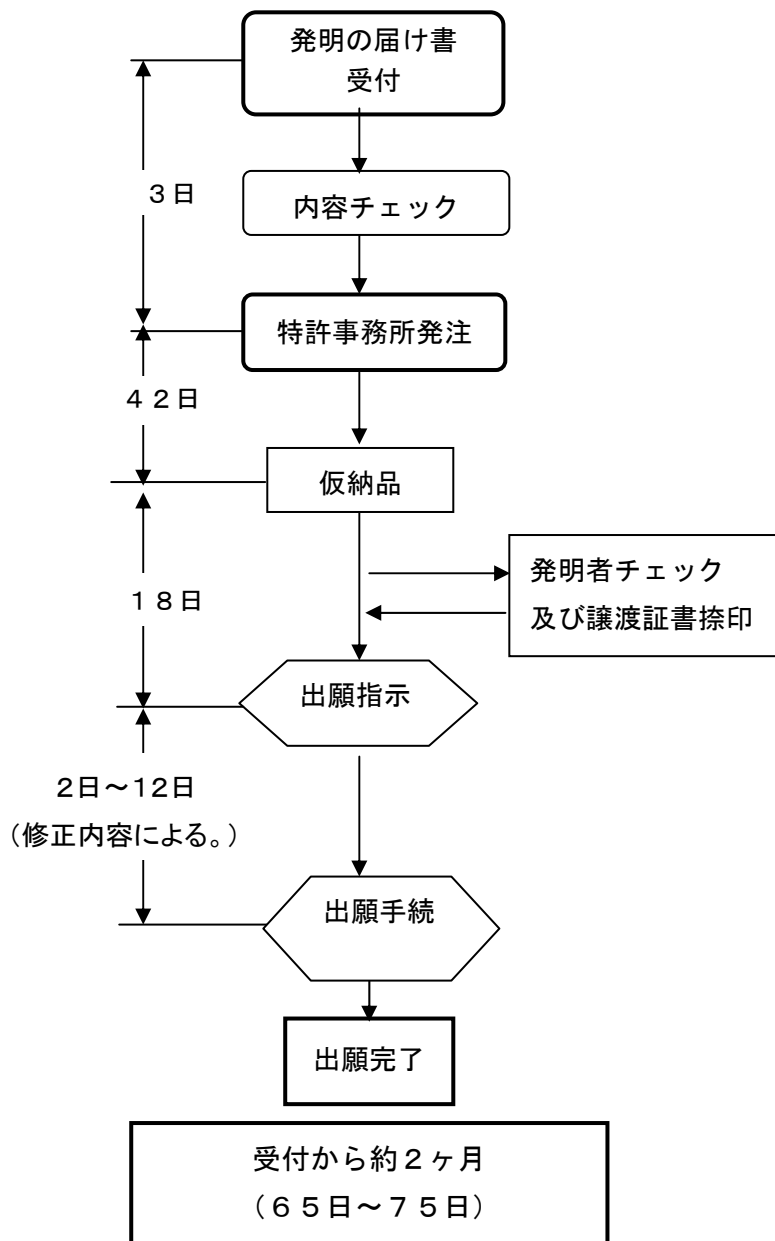 発明の届け書
受付
３日
内容チェック
特許事務所発注
４２日
仮納品
発明者チェック
１８日
及び譲渡証書捺印
出願指示
2日～12日
（修正内容による。）
出願手続
出願完了
受付から約２ヶ月
（６５日～７５日）